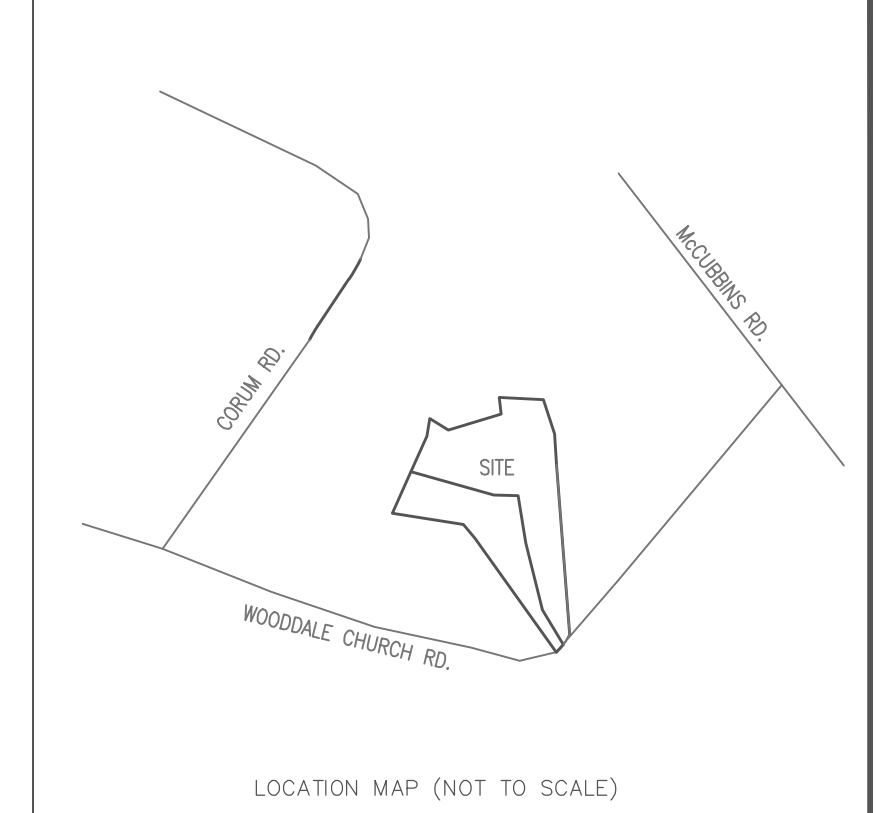 McCUBBINS RD.
CORUM RD.
SITE
WOODDALE CHURCH RD.
LOCATION MAP (NOT TO SCALE)